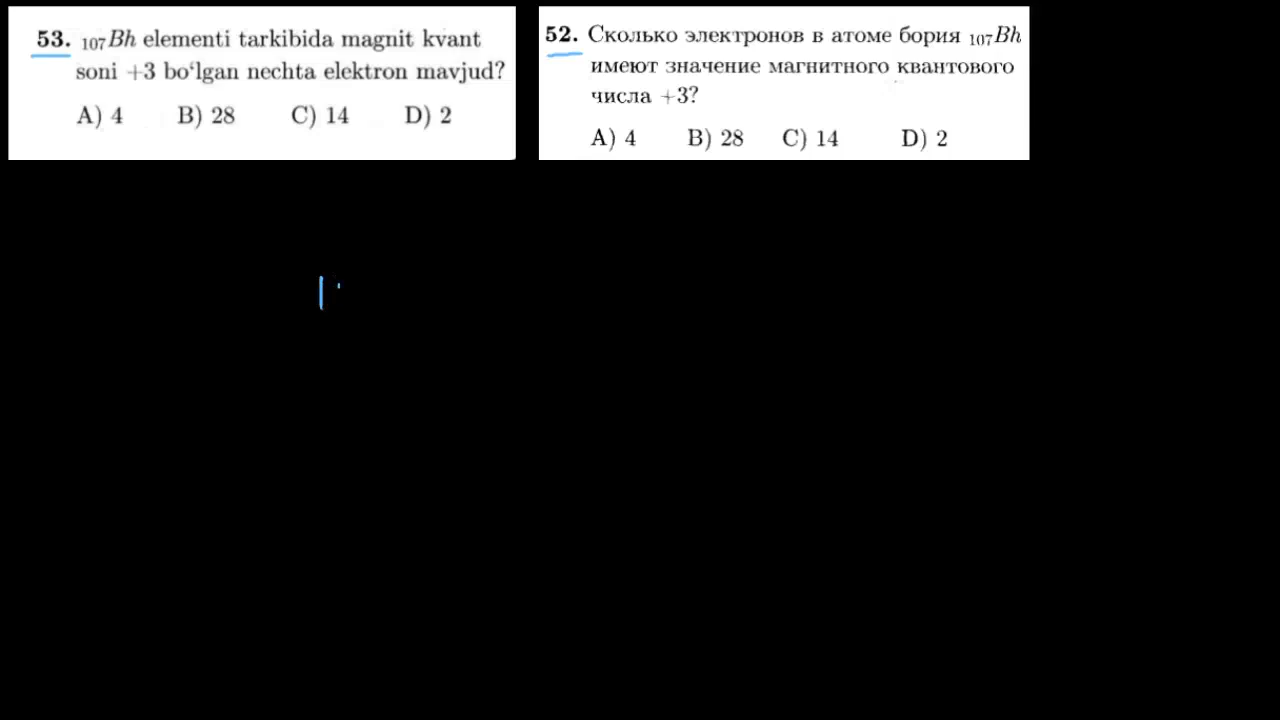 53. ₁₀₇Bh elementi tarkibida magnit kvant
soni +3 bo‘lgan nechta elektron mavjud?
A) 4 B) 28 C) 14 D) 2
52. Сколько электронов в атоме бория ₁₀₇Bh
имеют значение магнитного квантового
числа +3?
A) 4 B) 28 C) 14 D) 2